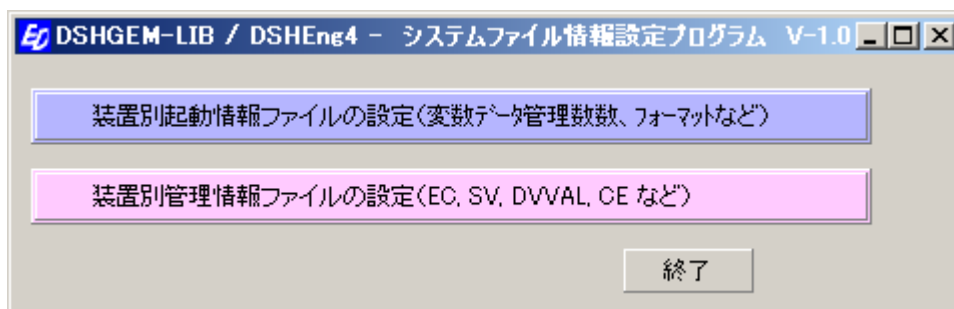 DSHGEM-LIB / DSHEng4 - システムファイル情報設定プログラム V-1.0
装置別起動情報ファイルの設定(変数ﾃﾞｰﾀ管理数数、ﾌｫｰﾏｯﾄなど)
装置別管理情報ファイルの設定(EC, SV, DVVAL, CE など)
終了